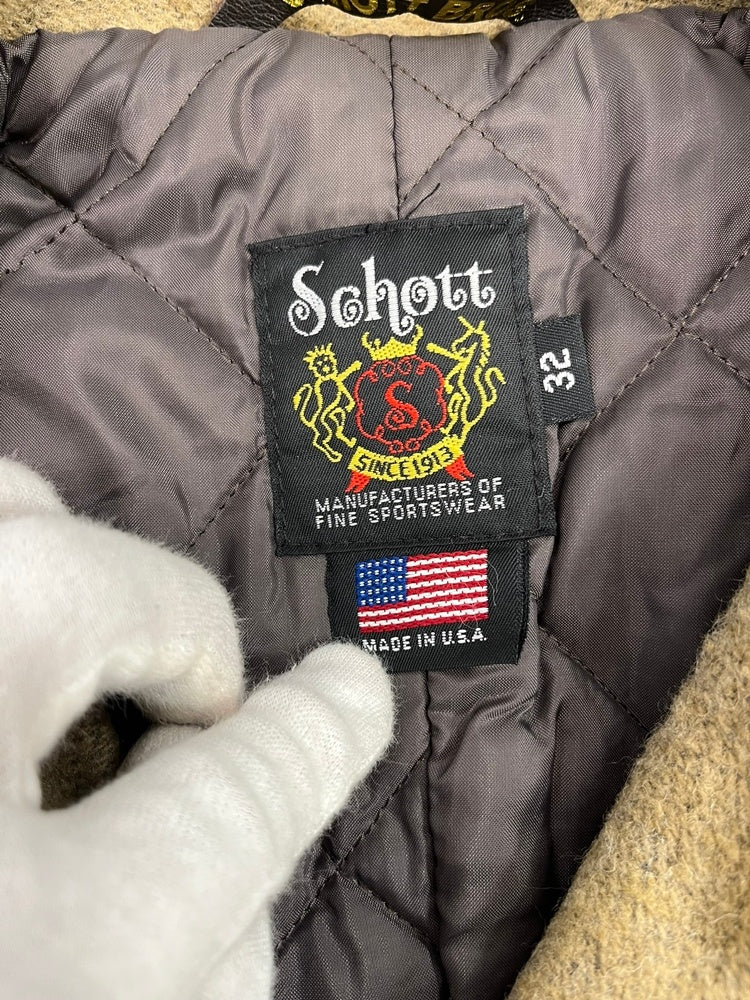 Schott
32
S
SINCE 1913
MANUFACTURERS OF
FINE SPORTSWEAR
MADE IN U.S.A.